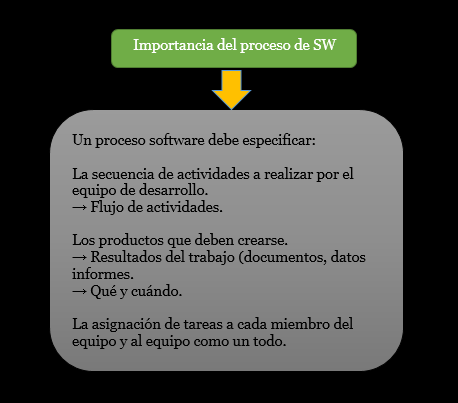 Importancia del proceso de SW
Un proceso software debe especificar:
La secuencia de actividades a realizar por el
equipo de desarrollo.
→ Flujo de actividades.
Los productos que deben crearse.
→ Resultados del trabajo (documentos, datos
informes.
→ Qué y cuándo.
La asignación de tareas a cada miembro del
equipo y al equipo como un todo.